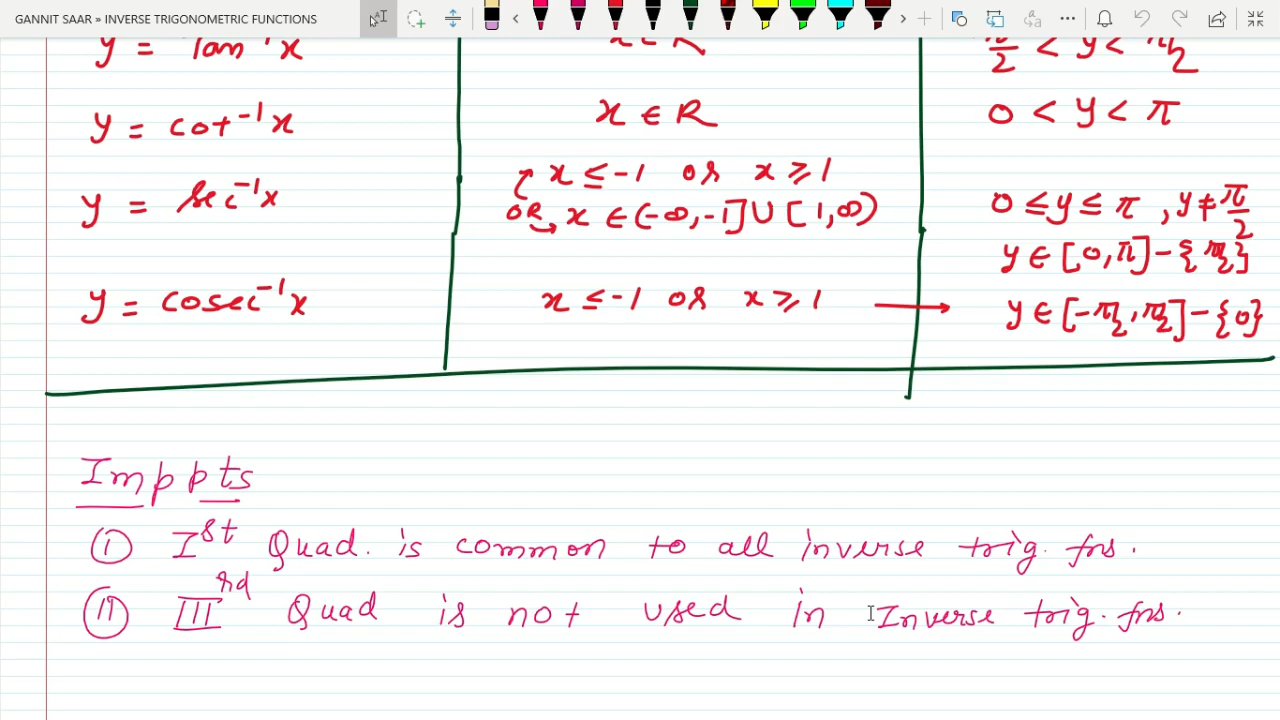 GANNIT SAAR » INVERSE TRIGONOMETRIC FUNCTIONS
y = tan⁻¹x x ∈ R π/2 < y < π/2
y = cot⁻¹x x ∈ R 0 < y < π
y = sec⁻¹x x ≤ -1 or x ≥ 1
OR x ∈ (-∞, -1] ∪ [1, ∞) 0 ≤ y ≤ π , y ≠ π/2
y ∈ [0, π] - {π/2}
y = cosec⁻¹x x ≤ -1 or x ≥ 1 → y ∈ [-π/2, π/2] - {0}
Imp pts
(i) Ist Quad. is common to all inverse trig. fns.
(ii) IIIrd Quad is not used in Inverse trig. fns.